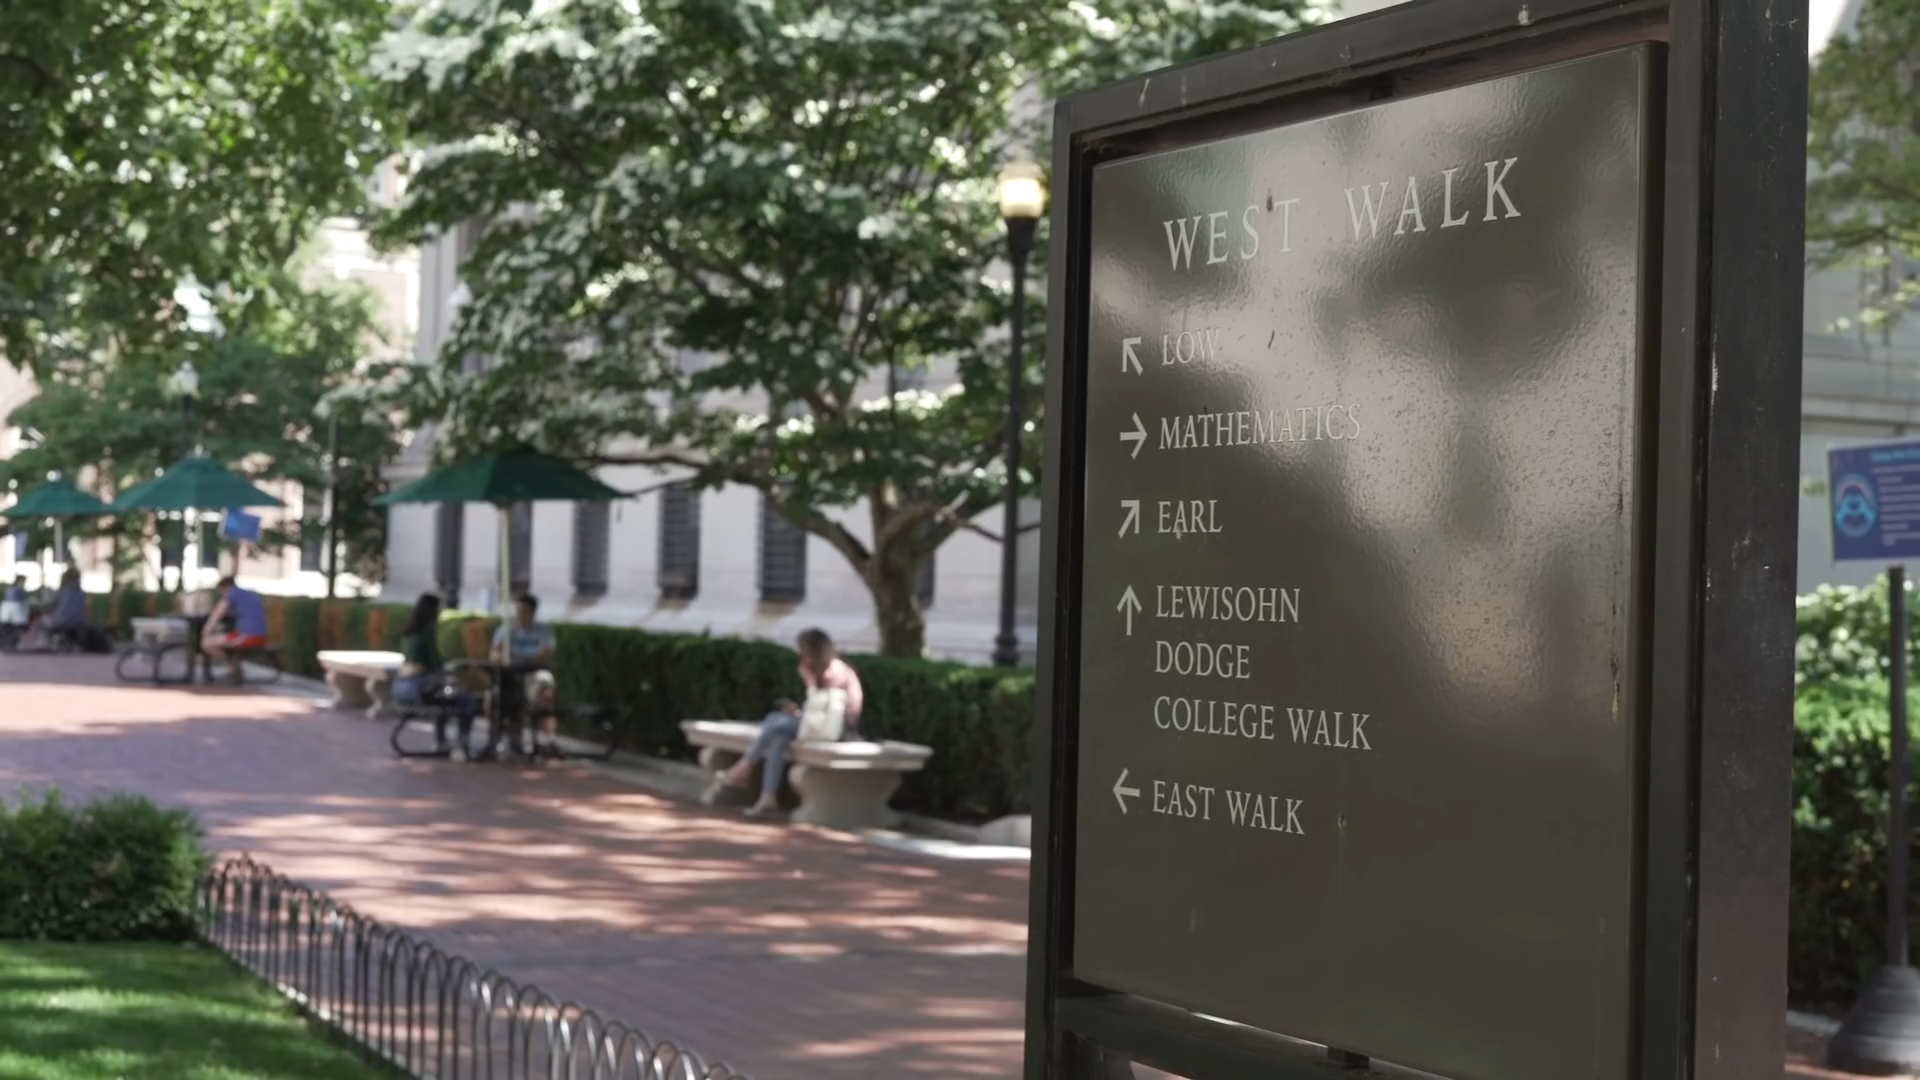 WEST WALK
LOW
MATHEMATICS
EARL
LEWISOHN
DODGE
COLLEGE WALK
EAST WALK